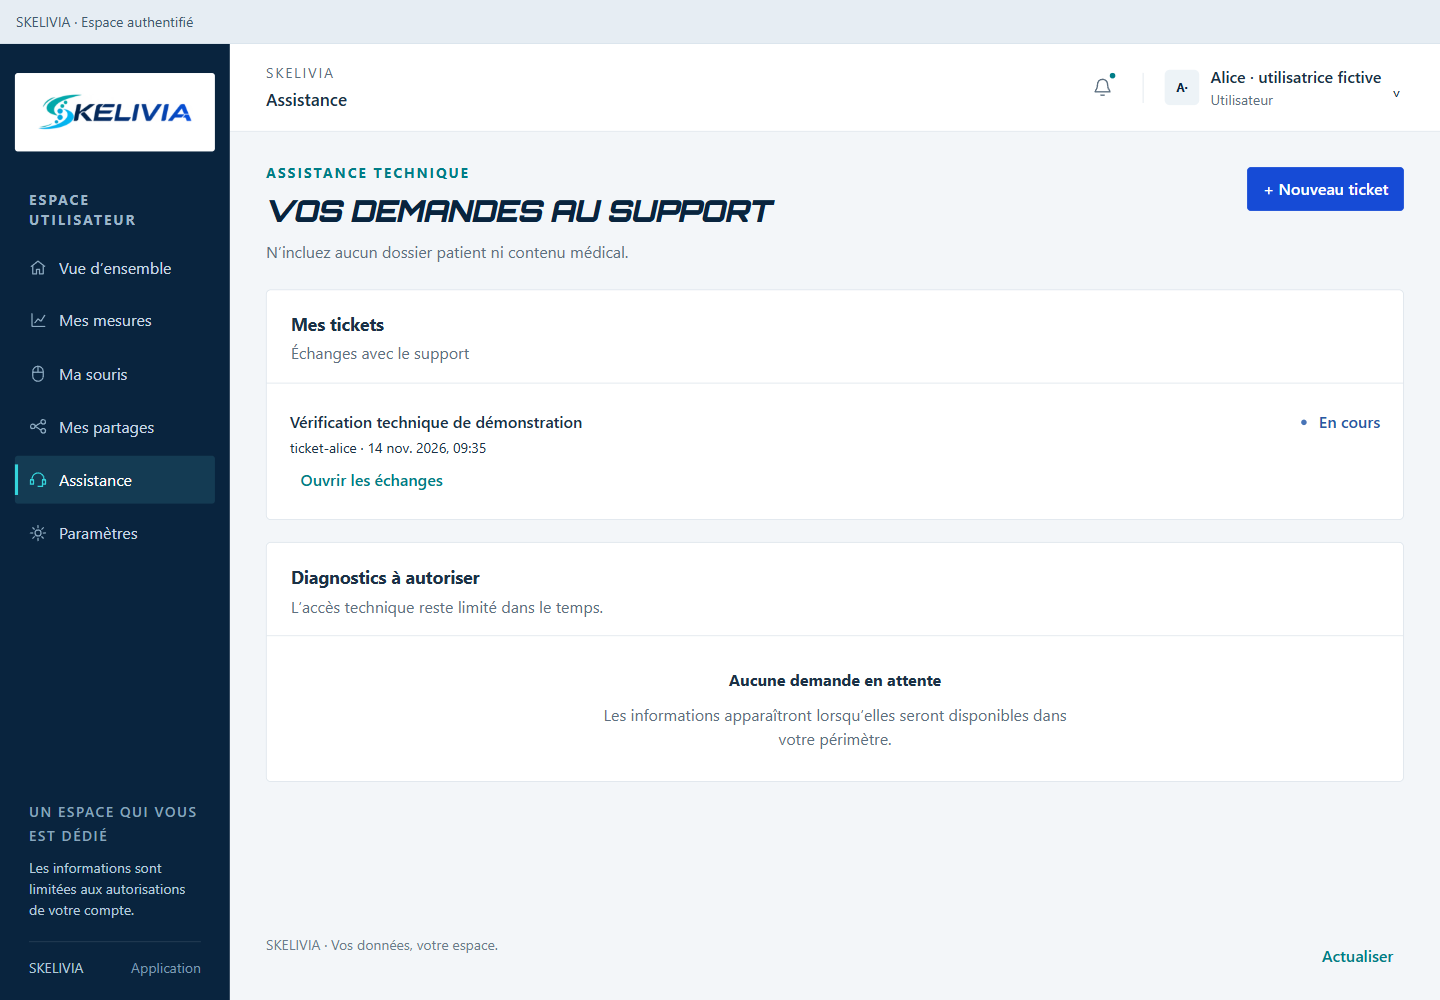 SKELIVIA · Espace authentifié
SKELIVIA
ESPACE
UTILISATEUR
Vue d’ensemble
Mes mesures
Ma souris
Mes partages
Assistance
Paramètres
UN ESPACE QUI VOUS
EST DÉDIÉ
Les informations sont
limitées aux autorisations
de votre compte.
SKELIVIA Application
SKELIVIA
Assistance
A·
Alice · utilisatrice fictive
Utilisateur
v
ASSISTANCE TECHNIQUE
VOS DEMANDES AU SUPPORT
N’incluez aucun dossier patient ni contenu médical.
+ Nouveau ticket
Mes tickets
Échanges avec le support
Vérification technique de démonstration
• En cours
ticket-alice · 14 nov. 2026, 09:35
Ouvrir les échanges
Diagnostics à autoriser
L’accès technique reste limité dans le temps.
Aucune demande en attente
Les informations apparaîtront lorsqu’elles seront disponibles dans
votre périmètre.
SKELIVIA · Vos données, votre espace.
Actualiser